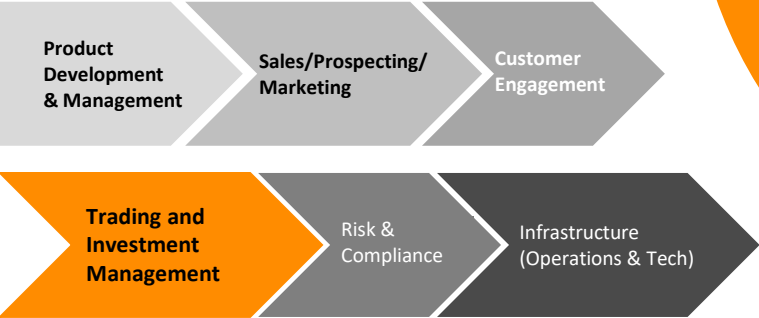 Product
Development
& Management
Sales/Prospecting/
Marketing
Customer
Engagement
Trading and
Investment
Management
Risk &
Compliance
Infrastructure
(Operations & Tech)